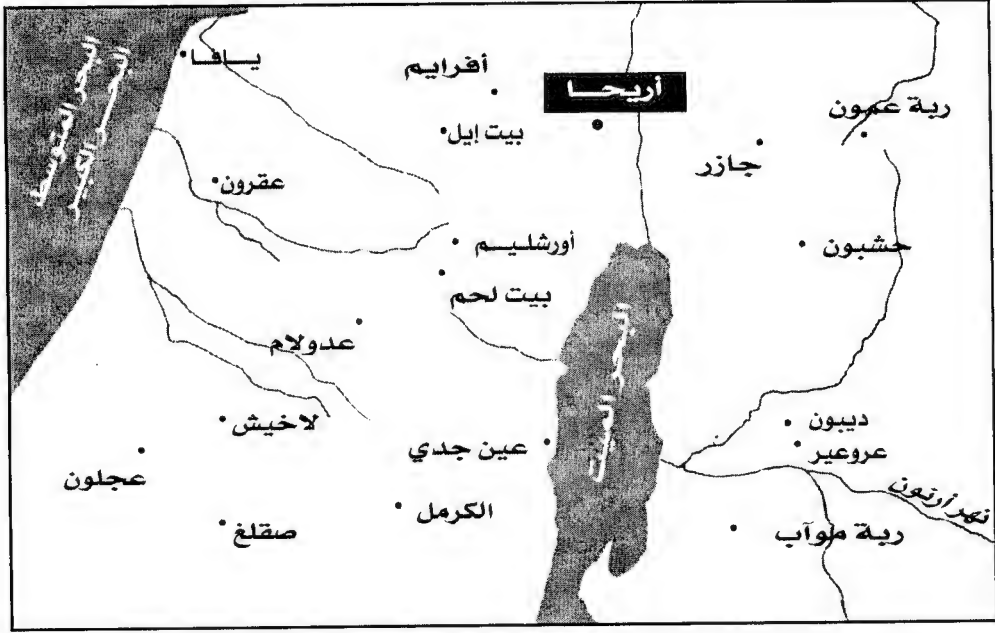 البحر المتوسط
البحر الكبير
يافا
أفرايم
أريحا
ربة عمون
بيت إيل
جازر
عقرون
أورشليم
حشبون
بيت لحم
عدولام
البحر الميت
لاخيش
ديبون
عين جدي
عروعير
عجلون
نهر أرنون
الكرمل
صقلغ
ربة موآب